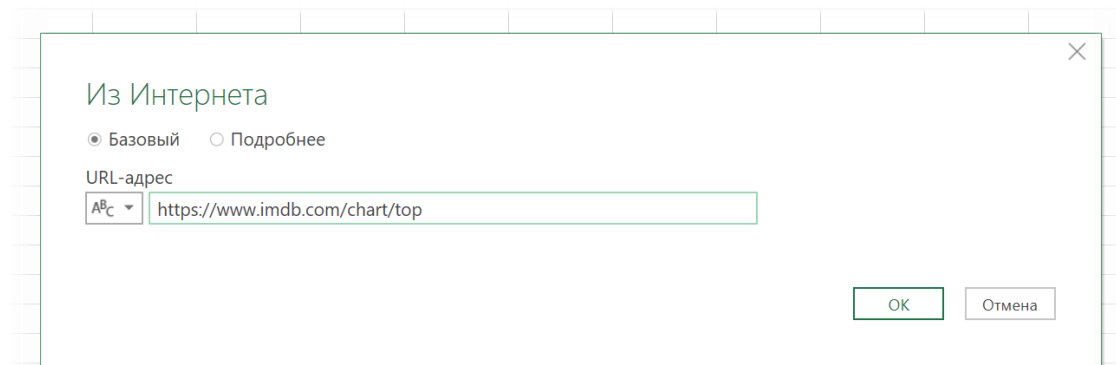 Из Интернета
Базовый Подробнее
URL-адрес
ABC https://www.imdb.com/chart/top
ОК Отмена